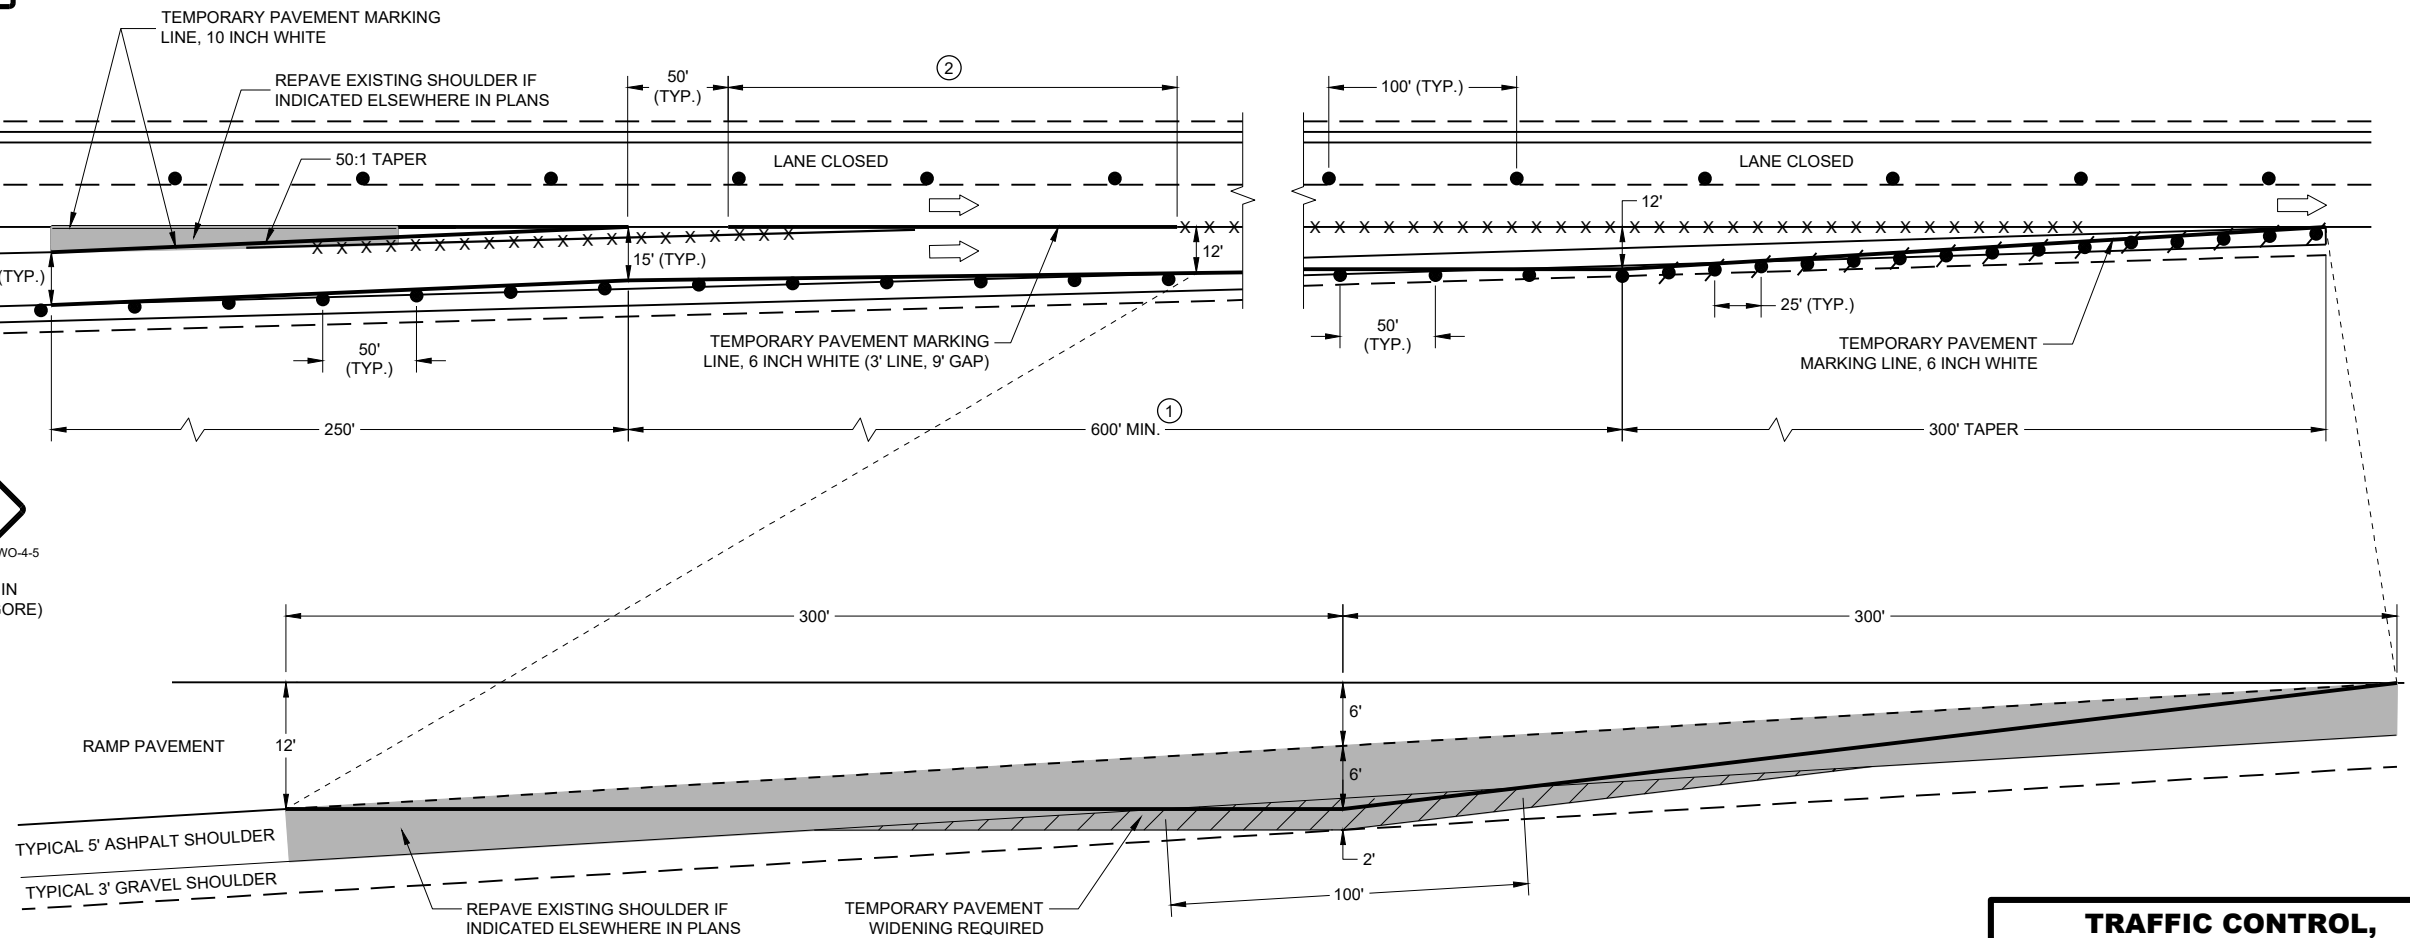 TEMPORARY PAVEMENT MARKING
LINE, 10 INCH WHITE
REPAVE EXISTING SHOULDER IF
INDICATED ELSEWHERE IN PLANS
50:1 TAPER
50'
(TYP.)
2
100' (TYP.)
LANE CLOSED
LANE CLOSED
(TYP.)
15' (TYP.)
12'
12'
X X X X X X X X X X X X X X X X X X X X
X X X
X X X X X X X X X X X X X X X X X X X X X X X X X X X X X X X X
50'
(TYP.)
TEMPORARY PAVEMENT MARKING
LINE, 6 INCH WHITE (3' LINE, 9' GAP)
50'
(TYP.)
25' (TYP.)
TEMPORARY PAVEMENT
MARKING LINE, 6 INCH WHITE
250'
600' MIN.
1
300' TAPER
WO-4-5
IN
GORE)
300'
300'
RAMP PAVEMENT
12'
6'
6'
2'
100'
TYPICAL 5' ASHPALT SHOULDER
TYPICAL 3' GRAVEL SHOULDER
REPAVE EXISTING SHOULDER IF
INDICATED ELSEWHERE IN PLANS
TEMPORARY PAVEMENT
WIDENING REQUIRED
TRAFFIC CONTROL,